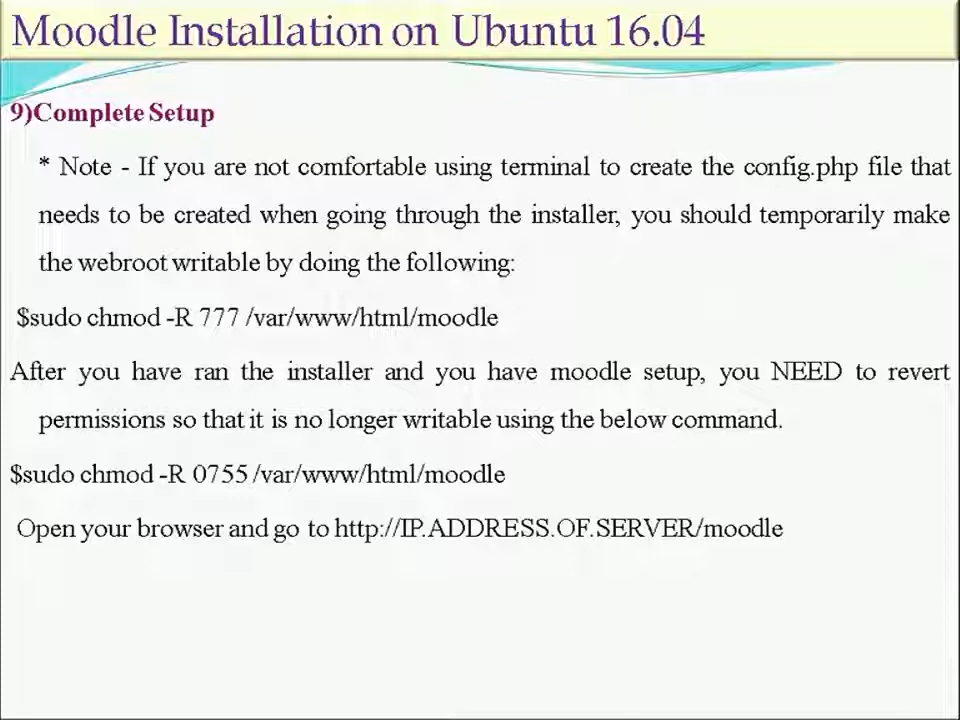 Moodle Installation on Ubuntu 16.04
9)Complete Setup
* Note - If you are not comfortable using terminal to create the config.php file that
needs to be created when going through the installer, you should temporarily make
the webroot writable by doing the following:
$sudo chmod -R 777 /var/www/html/moodle
After you have ran the installer and you have moodle setup, you NEED to revert
permissions so that it is no longer writable using the below command.
$sudo chmod -R 0755 /var/www/html/moodle
Open your browser and go to http://IP.ADDRESS.OF.SERVER/moodle